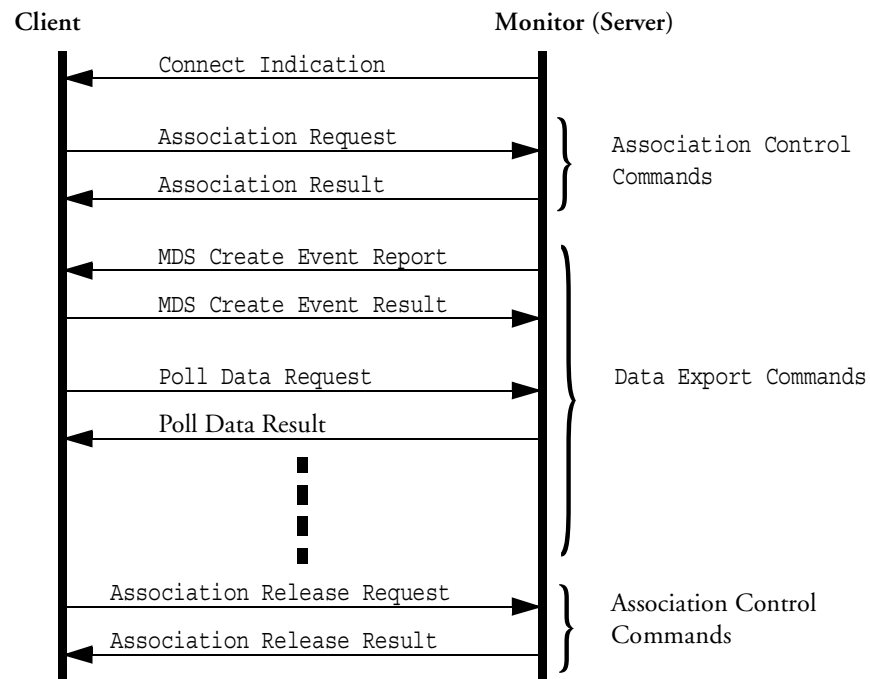 Client
Monitor (Server)
Connect Indication
Association Request
Association Result
Association Control
Commands
MDS Create Event Report
MDS Create Event Result
Poll Data Request
Poll Data Result
Data Export Commands
Association Release Request
Association Release Result
Association Control
Commands